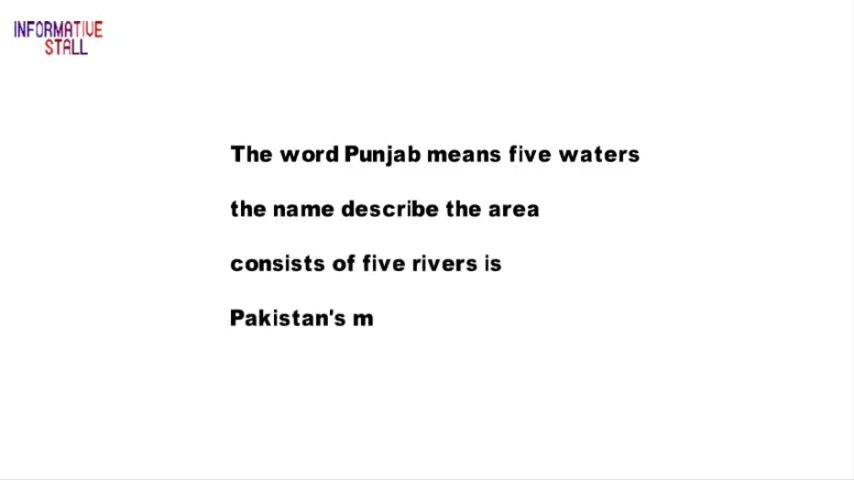 INFORMATIVE
STALL
The word Punjab means five waters
the name describe the area
consists of five rivers is
Pakistan's m